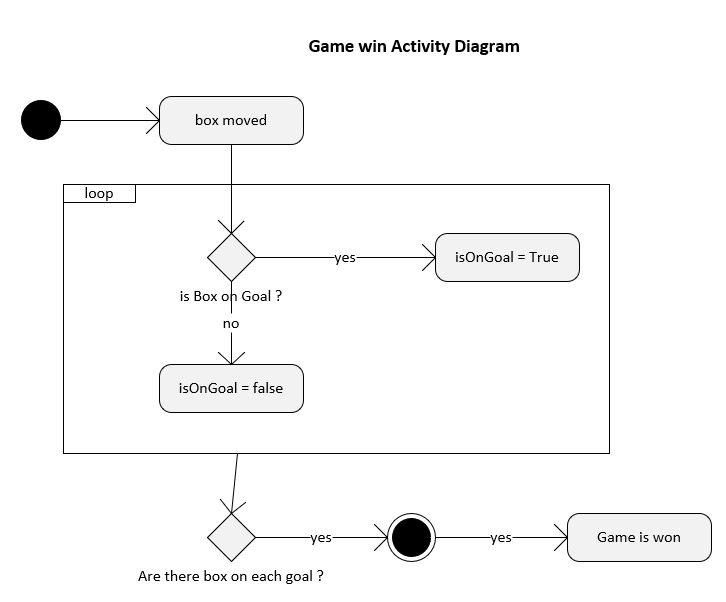 Game win Activity Diagram
box moved
loop
yes
isOnGoal = True
is Box on Goal ?
no
isOnGoal = false
yes
yes
Game is won
Are there box on each goal ?